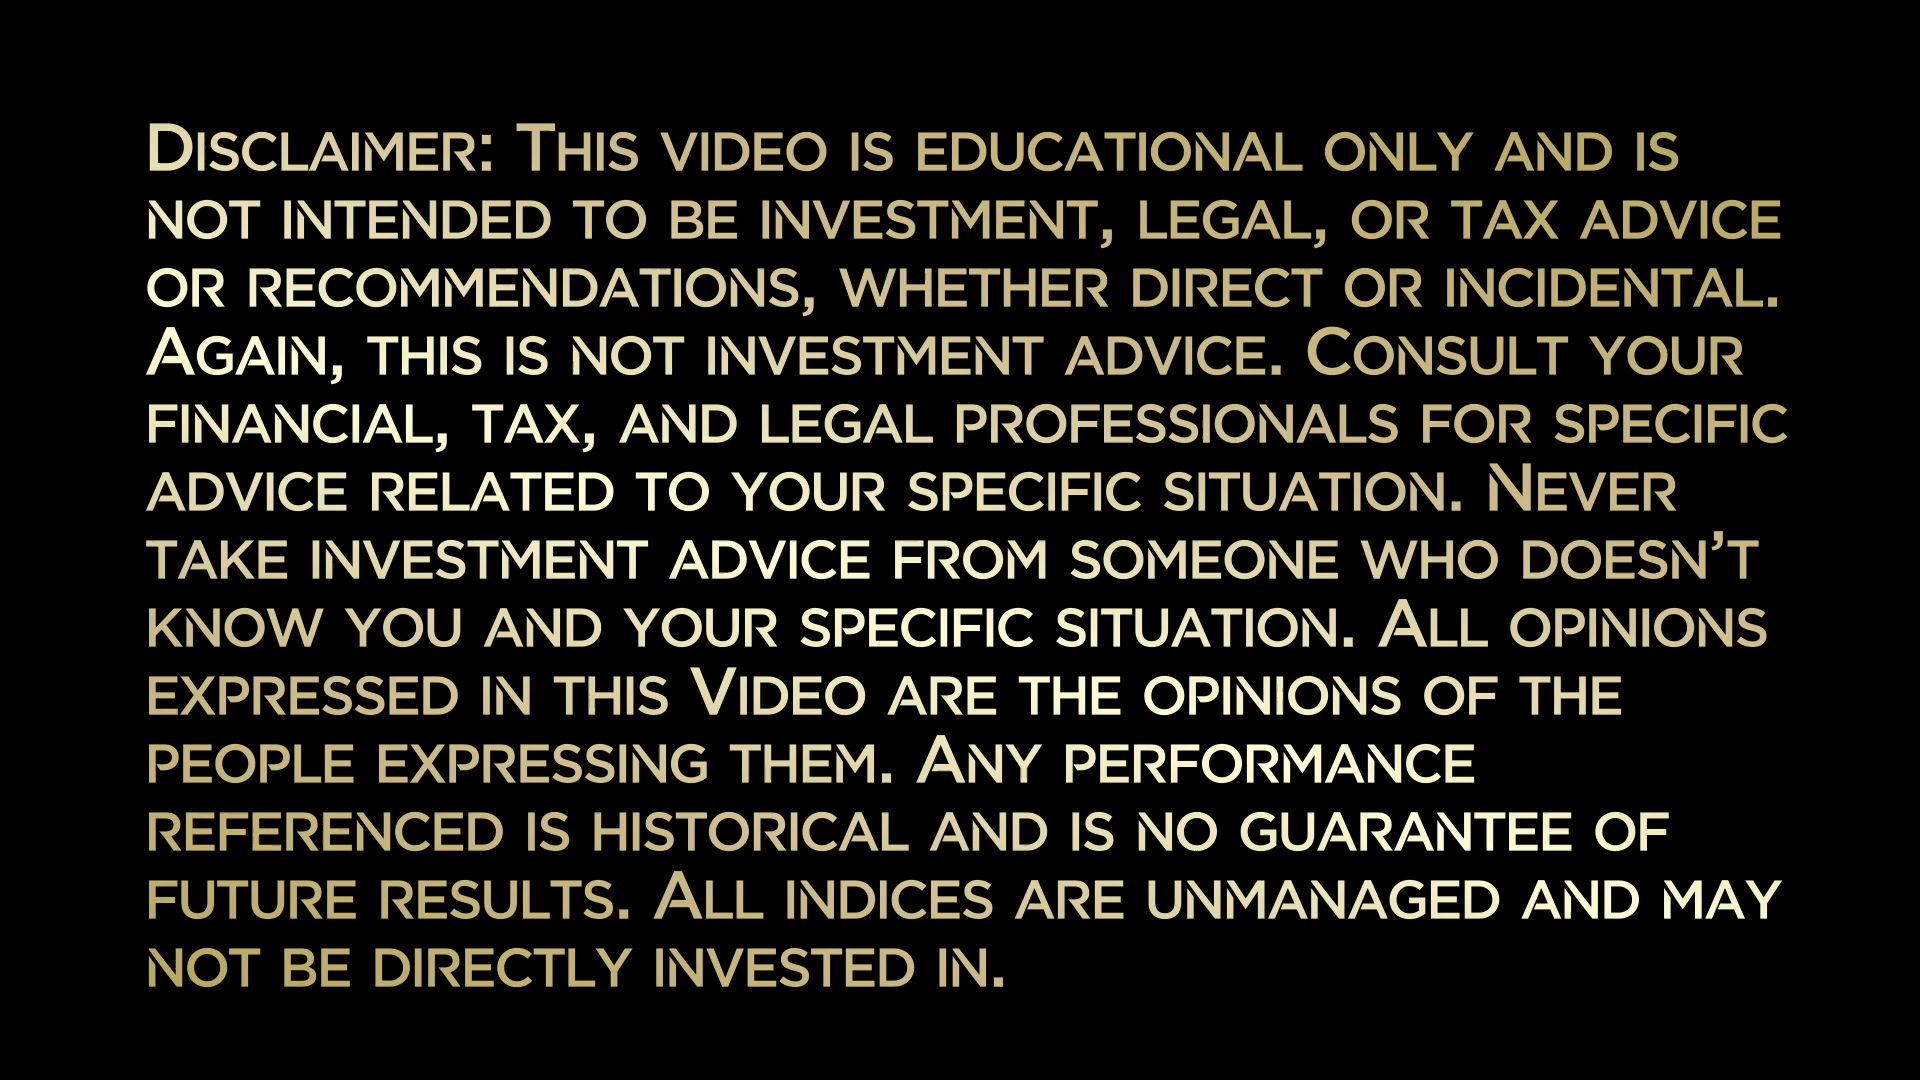 Disclaimer: This video is educational only and is
not intended to be investment, legal, or tax advice
or recommendations, whether direct or incidental.
Again, this is not investment advice. Consult your
financial, tax, and legal professionals for specific
advice related to your specific situation. Never
take investment advice from someone who doesn’t
know you and your specific situation. All opinions
expressed in this Video are the opinions of the
people expressing them. Any performance
referenced is historical and is no guarantee of
future results. All indices are unmanaged and may
not be directly invested in.